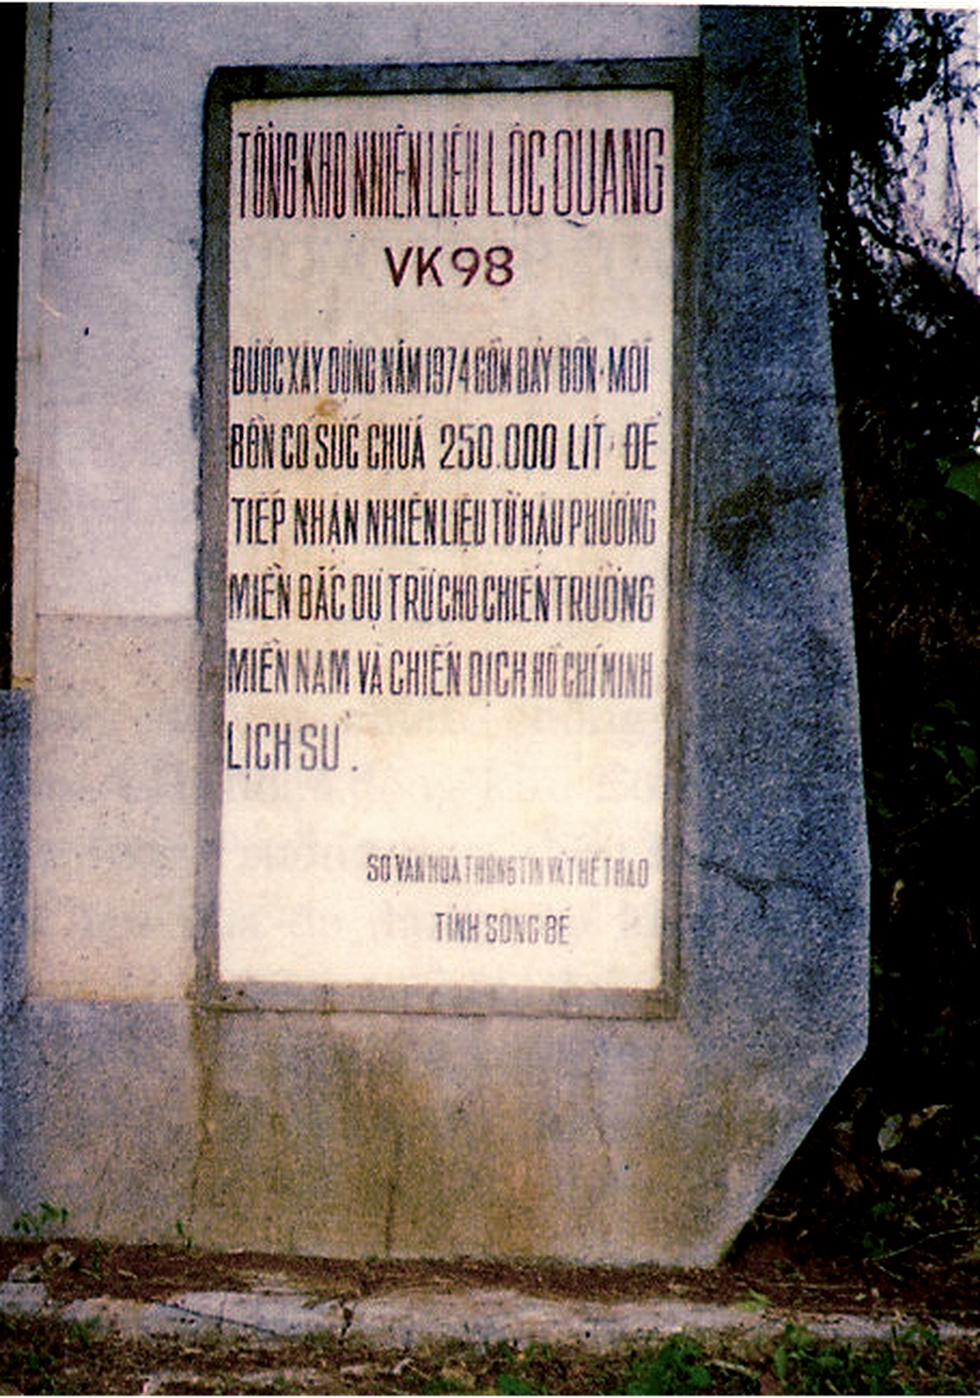 TỔNG KHO NHIÊN LIỆU LỘC QUANG
VK98
ĐƯỢC XÂY DỰNG NĂM 1974 GỒM BẢY BỒN. MỖI
BỒN CÓ SỨC CHỨA 250.000 LÍT. ĐỂ
TIẾP NHẬN NHIÊN LIỆU TỪ HẬU PHƯƠNG
MIỀN BẮC DỰ TRỮ CHO CHIẾN TRƯỜNG
MIỀN NAM VÀ CHIẾN DỊCH HỒ CHÍ MINH
LỊCH SỬ.
SỞ VĂN HÓA THÔNG TIN VÀ THỂ THAO
TỈNH SÔNG BÉ